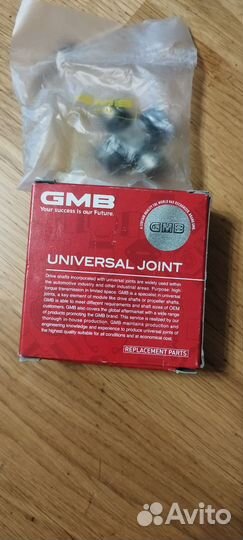 GMB
Your success is our Future.
GMB
UNIVERSAL JOINT
Drive shafts incorporated with universal joints are widely used within
the automotive industry and other industrial areas. Purpose: high
torque transmission in limited space. GMB is a specialist in universal
joints, a key element of module like drive shafts or propeller shafts.
GMB is able to meet different requirements and shaft sizes of OEM
customers. GMB also covers the global aftermarket with a wide range
of products promoting the GMB brand. This service is realized by our
thorough in-house production. GMB maintains production and
engineering knowledge and experience to produce universal joints of
the highest quality suitable for all conditions and at economical cost.
REPLACEMENT PARTS
Avito